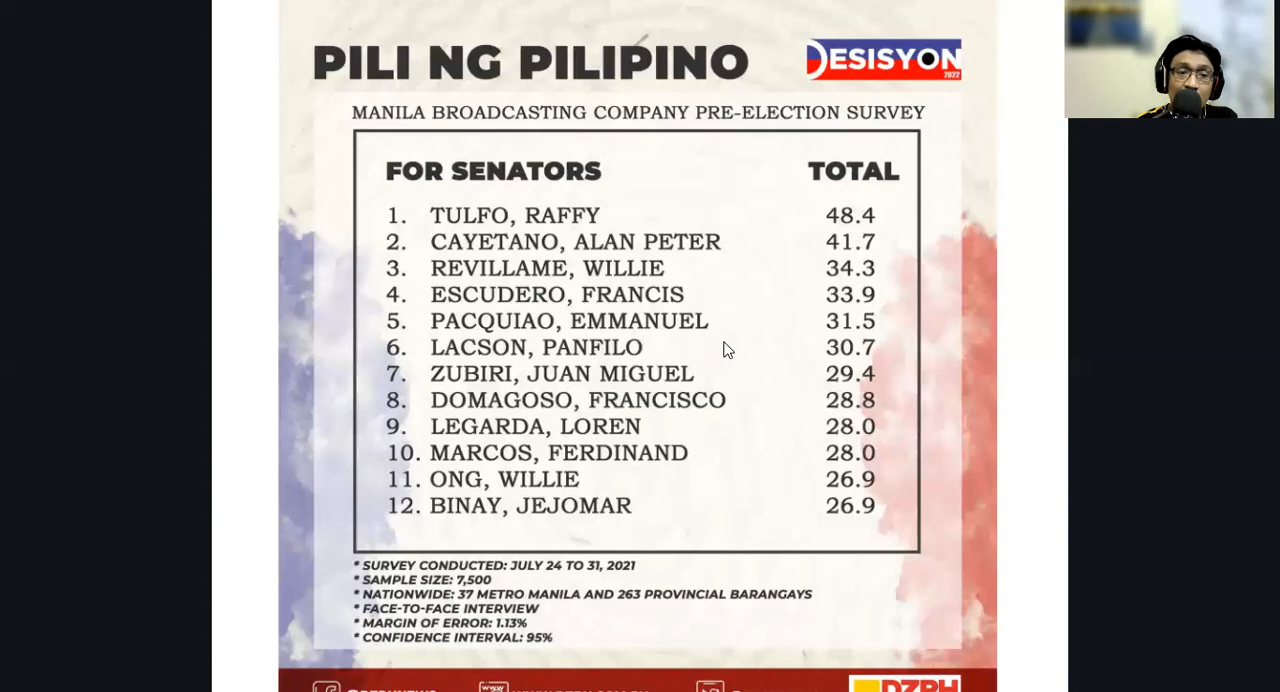 PILI NG PILIPINO
DESISYON
2022
MANILA BROADCASTING COMPANY PRE-ELECTION SURVEY
FOR SENATORS TOTAL
1. TULFO, RAFFY 48.4
2. CAYETANO, ALAN PETER 41.7
3. REVILLAME, WILLIE 34.3
4. ESCUDERO, FRANCIS 33.9
5. PACQUIAO, EMMANUEL 31.5
6. LACSON, PANFILO 30.7
7. ZUBIRI, JUAN MIGUEL 29.4
8. DOMAGOSO, FRANCISCO 28.8
9. LEGARDA, LOREN 28.0
10. MARCOS, FERDINAND 28.0
11. ONG, WILLIE 26.9
12. BINAY, JEJOMAR 26.9
* SURVEY CONDUCTED: JULY 24 TO 31, 2021
* SAMPLE SIZE: 7,500
* NATIONWIDE: 37 METRO MANILA AND 263 PROVINCIAL BARANGAYS
* FACE-TO-FACE INTERVIEW
* MARGIN OF ERROR: 1.13%
* CONFIDENCE INTERVAL: 95%
DZRH